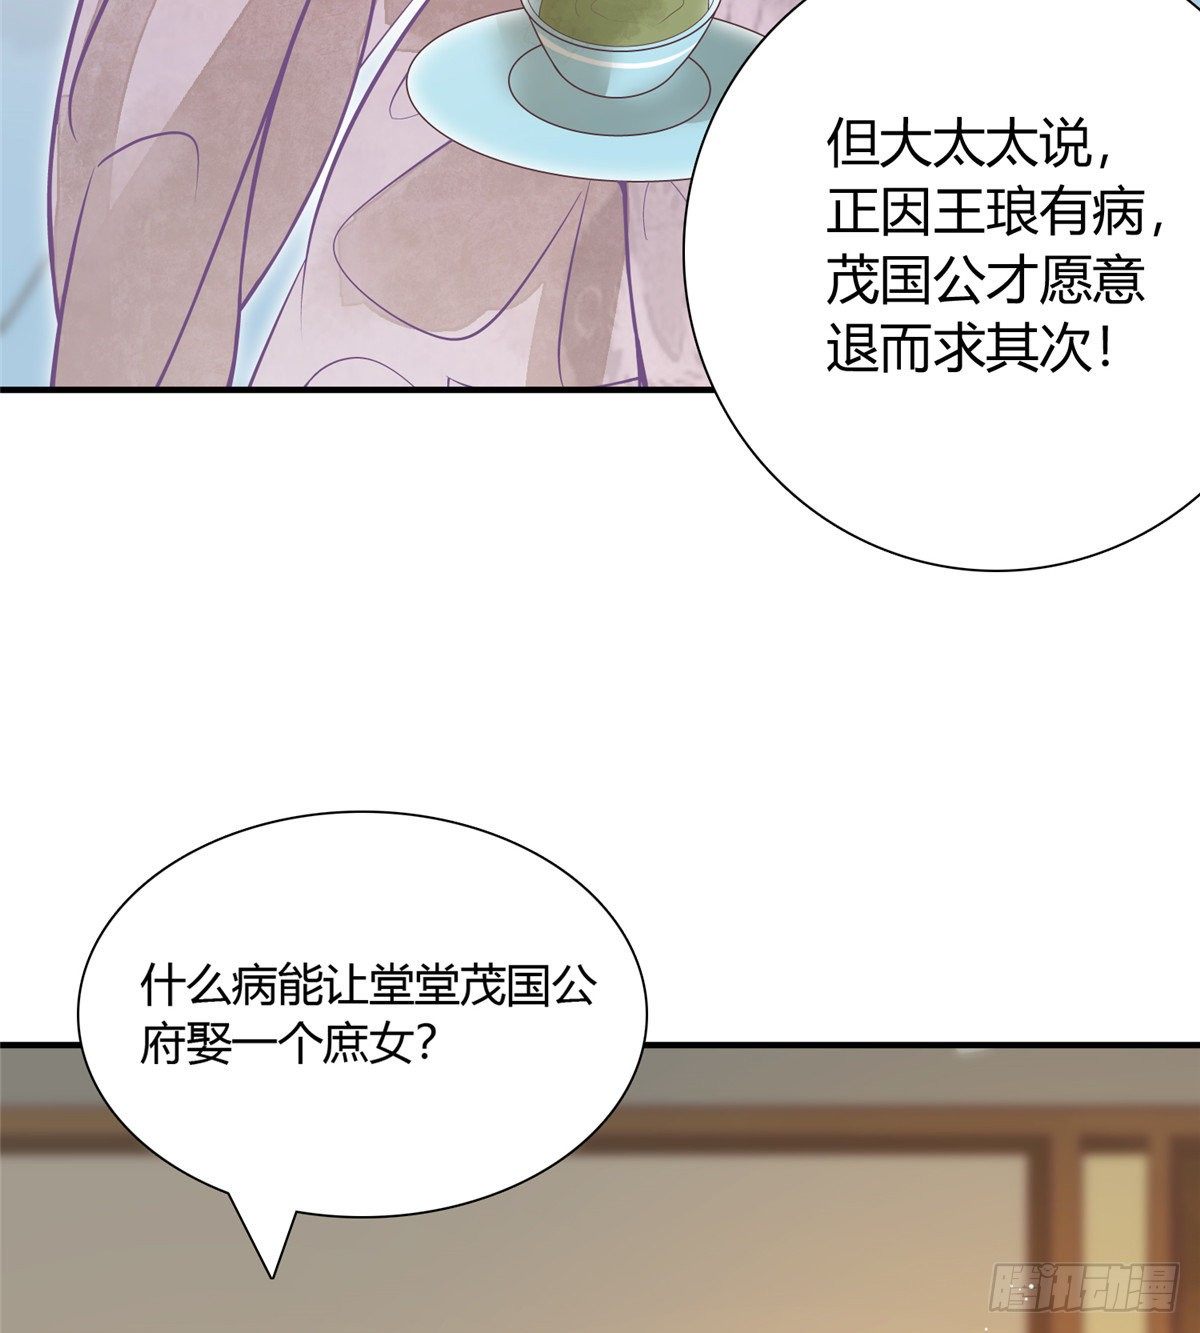 但大太太说，
正因王琅有病，
茂国公才愿意
退而求其次！
什么病能让堂堂茂国公
府娶一个庶女？
腾讯动漫